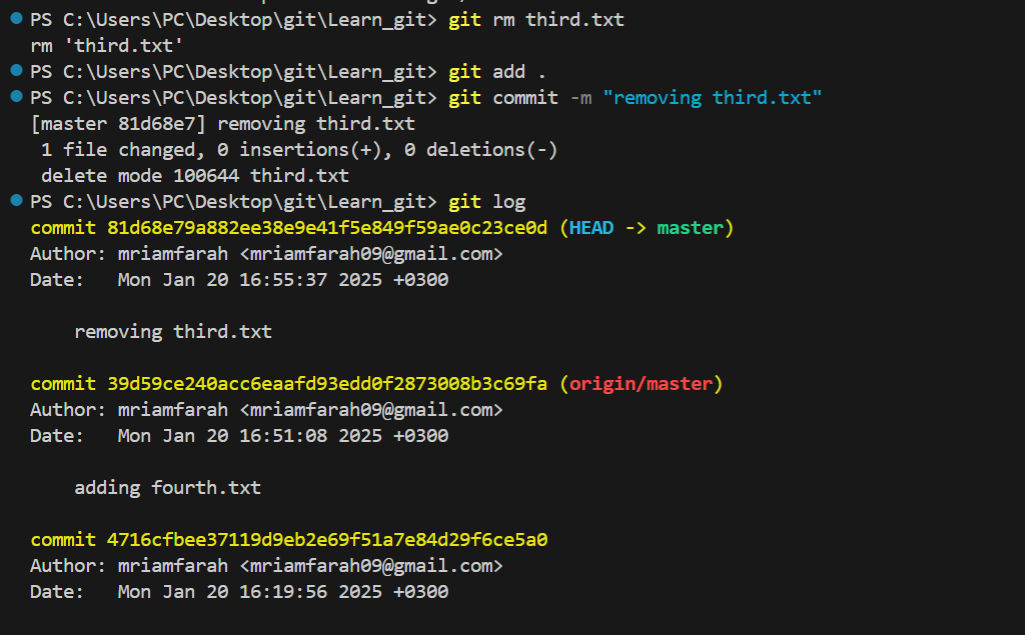 PS C:\Users\PC\Desktop\git\Learn_git> git rm third.txt
rm 'third.txt'
PS C:\Users\PC\Desktop\git\Learn_git> git add .
PS C:\Users\PC\Desktop\git\Learn_git> git commit -m "removing third.txt"
[master 81d68e7] removing third.txt
 1 file changed, 0 insertions(+), 0 deletions(-)
 delete mode 100644 third.txt
PS C:\Users\PC\Desktop\git\Learn_git> git log
commit 81d68e79a882ee38e9e41f5e849f59ae0c23ce0d (HEAD -> master)
Author: mriamfarah <mriamfarah09@gmail.com>
Date:   Mon Jan 20 16:55:37 2025 +0300

    removing third.txt

commit 39d59ce240acc6eaafd93edd0f2873008b3c69fa (origin/master)
Author: mriamfarah <mriamfarah09@gmail.com>
Date:   Mon Jan 20 16:51:08 2025 +0300

    adding fourth.txt

commit 4716cfbee37119d9eb2e69f51a7e84d29f6ce5a0
Author: mriamfarah <mriamfarah09@gmail.com>
Date:   Mon Jan 20 16:19:56 2025 +0300